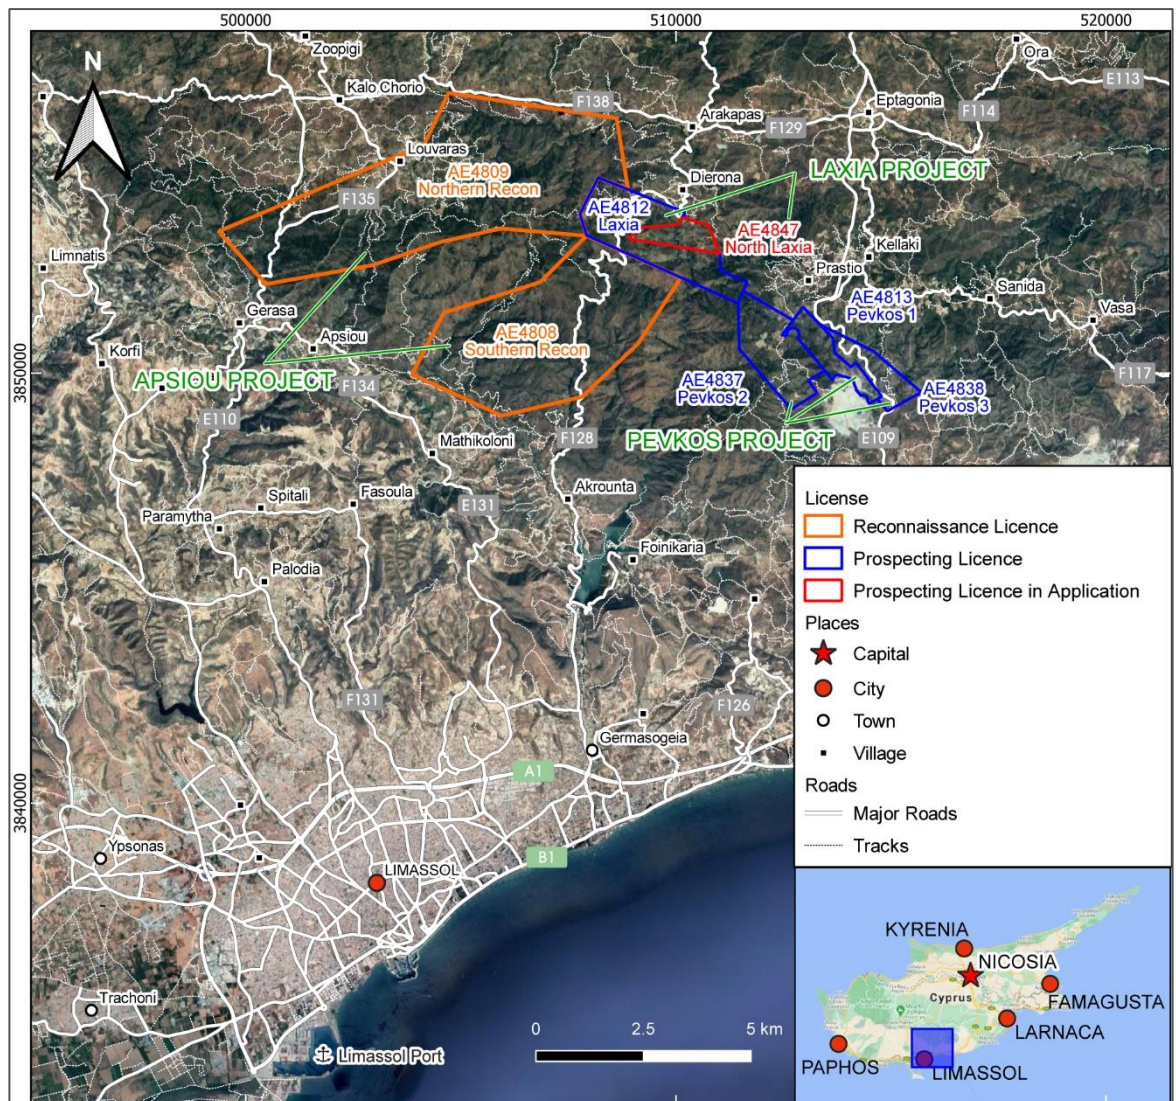 500000
510000
520000
N
Zoopigi
Ora
E113
Kalo Chorio
F138
Eptagonia
F114
Arakapas
F129
Louvaras
AE4809
Northern Recon
LAXIA PROJECT
Dierona
F135
AE4812
Laxia
AE4847
North Laxia
Kellaki
Limnatis
Prastio
Sanida
AE4813
Pevkos 1
Vasa
Gerasa
Apsiou
AE4808
Southern Recon
Korfi
3850000
APSIOU PROJECT
F134
F117
AE4837
Pevkos 2
AE4838
Pevkos 3
E110
F128
PEVKOS PROJECT
E109
Mathikoloni
Akrounta
Spitali
Fasoula
E131
Paramytha
Foinikaria
Palodia
F131
F126
Germasogeia
A1
3840000
B1
Ypsonas
LIMASSOL
Trachoni
Limassol Port
0
2.5
5 km
License
Reconnaissance Licence
Prospecting Licence
Prospecting Licence in Application
Places
Capital
City
Town
Village
Roads
Major Roads
Tracks
KYRENIA
NICOSIA
Cyprus
FAMAGUSTA
LARNACA
PAPHOS
LIMASSOL